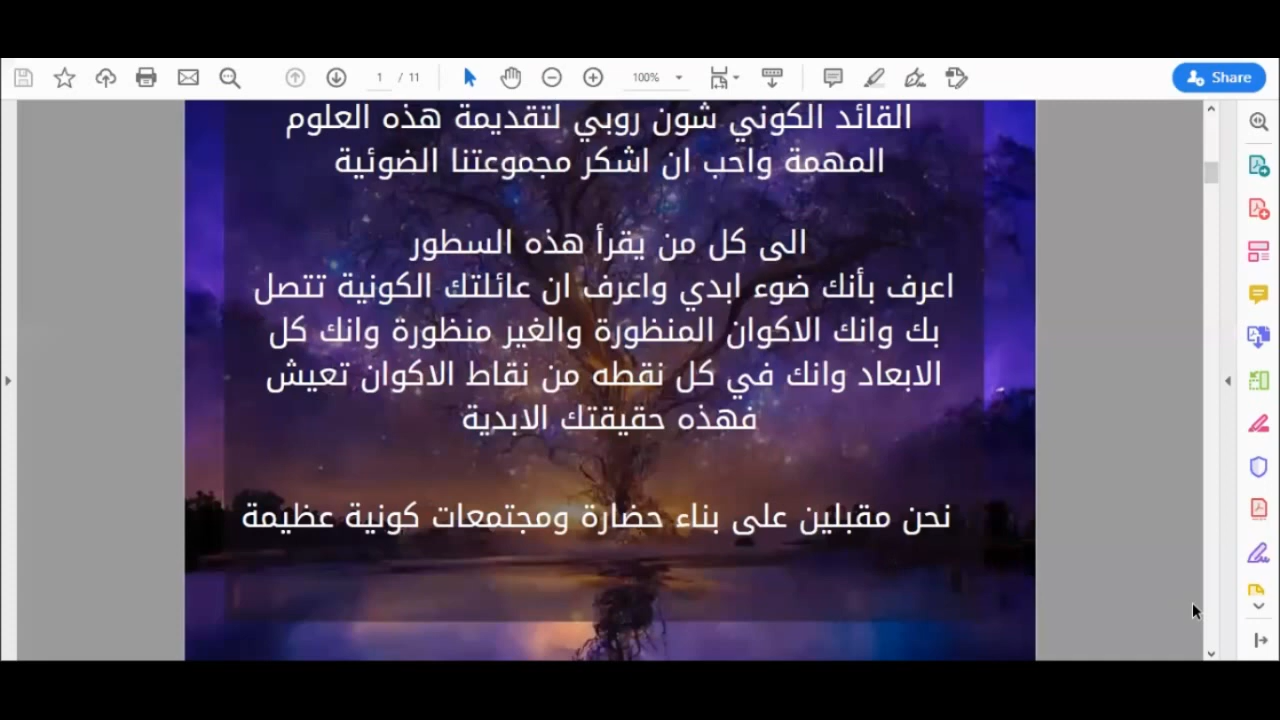 1 / 11
100%
Share
القائد الكوني شون روبي لتقديمة هذه العلوم
المهمة واحب ان اشكر مجموعتنا الضوئية
الى كل من يقرأ هذه السطور
اعرف بأنك ضوء ابدي واعرف ان عائلتك الكونية تتصل
بك وانك الاكوان المنظورة والغير منظورة وانك كل
الابعاد وانك في كل نقطه من نقاط الاكوان تعيش
فهذه حقيقتك الابدية
نحن مقبلين على بناء حضارة ومجتمعات كونية عظيمة